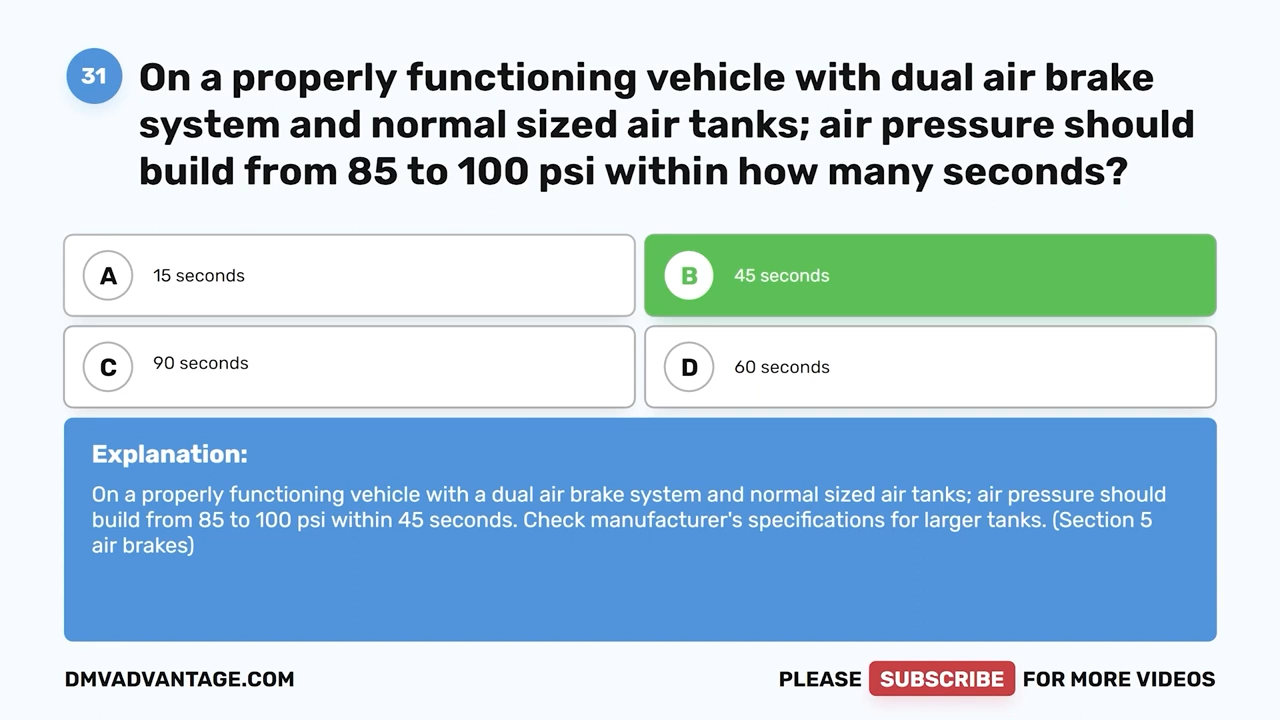 31
On a properly functioning vehicle with dual air brake
system and normal sized air tanks; air pressure should
build from 85 to 100 psi within how many seconds?
A 15 seconds
B 45 seconds
C 90 seconds
D 60 seconds
Explanation:
On a properly functioning vehicle with a dual air brake system and normal sized air tanks; air pressure should
build from 85 to 100 psi within 45 seconds. Check manufacturer's specifications for larger tanks. (Section 5
air brakes)
DMVADVANTAGE.COM
PLEASE SUBSCRIBE FOR MORE VIDEOS